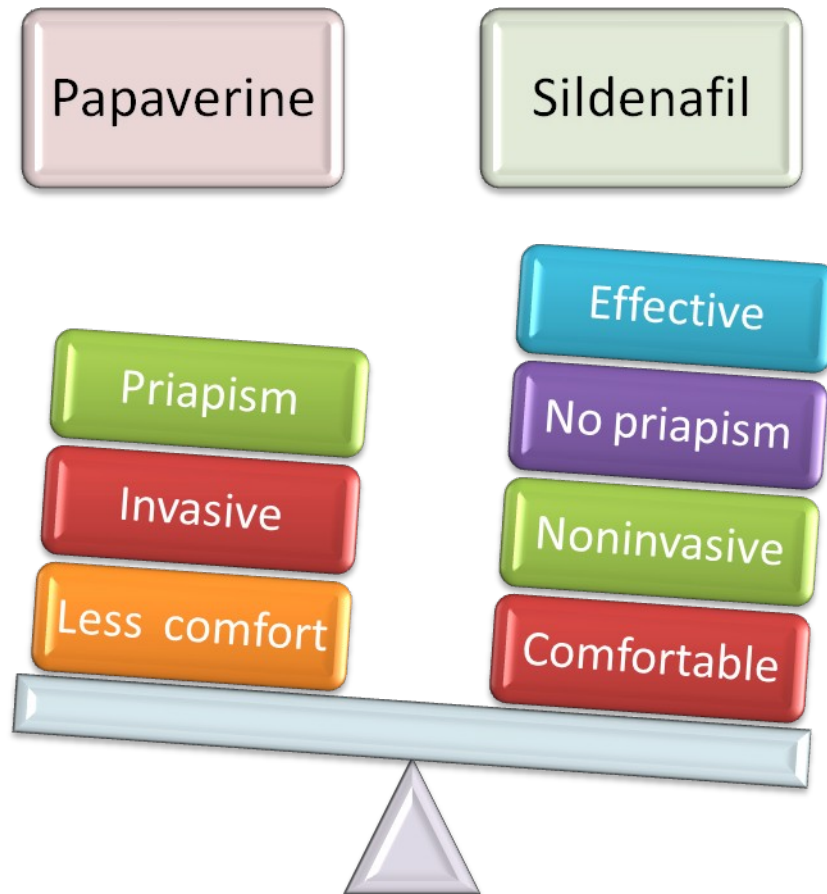 Papaverine
Sildenafil
Priapism
Invasive
Less comfort
Effective
No priapism
Noninvasive
Comfortable